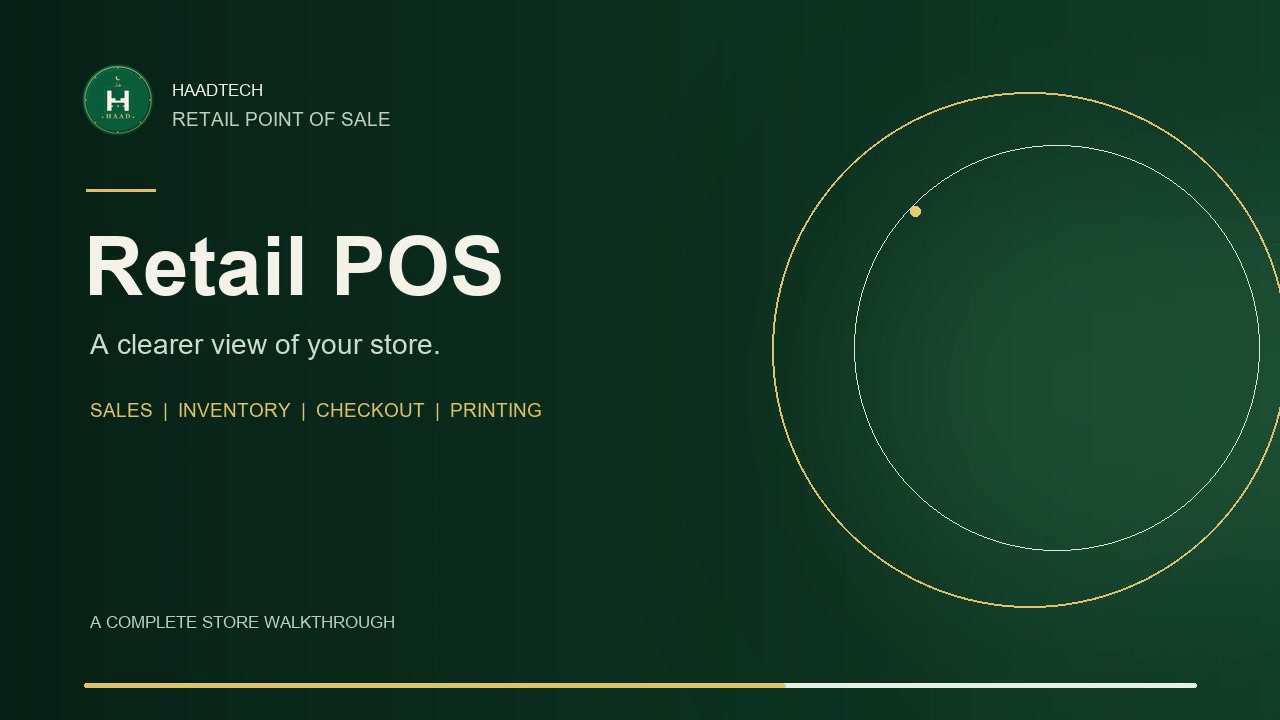 HAAD
HAADTECH
RETAIL POINT OF SALE
Retail POS
A clearer view of your store.
SALES | INVENTORY | CHECKOUT | PRINTING
A COMPLETE STORE WALKTHROUGH